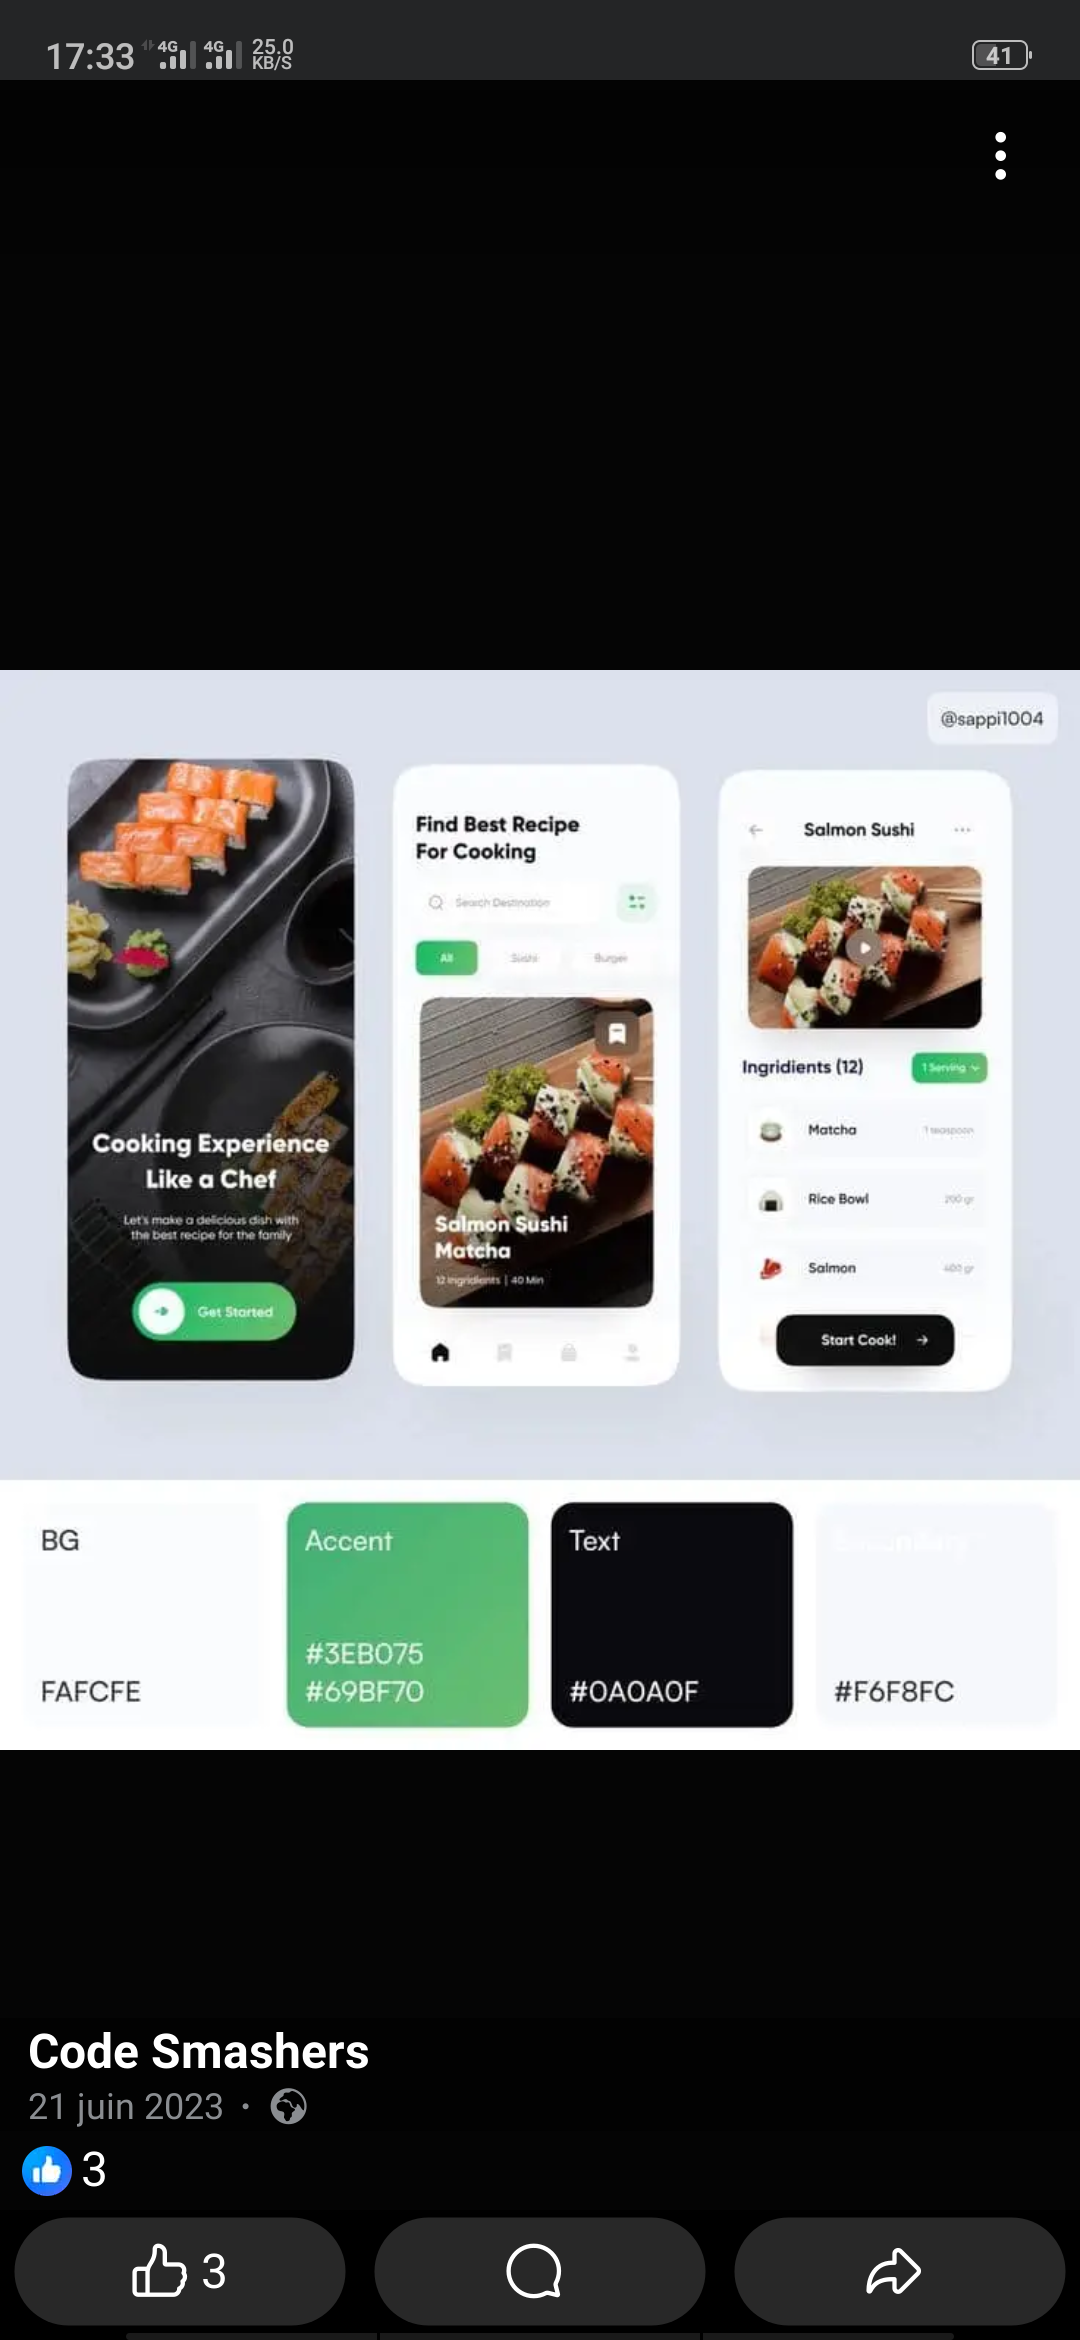 17:33 4G 4G 25.0 KB/S 41
@sappi1004
Cooking Experience
Like a Chef
Let's make a delicious dish with
the best recipe for the family
Get Started
Find Best Recipe
For Cooking
Search Destination
All Sushi Burger
Salmon Sushi
Matcha
12 Ingridients | 40 Min
Salmon Sushi
Ingridients (12)
1 Serving
Matcha 1 teaspoon
Rice Bowl 200 gr
Salmon 400 gr
Start Cook!
BG
FAFCFE
Accent
#3EB075
#69BF70
Text
#0A0A0F
#F6F8FC
Code Smashers
21 juin 2023
3
3